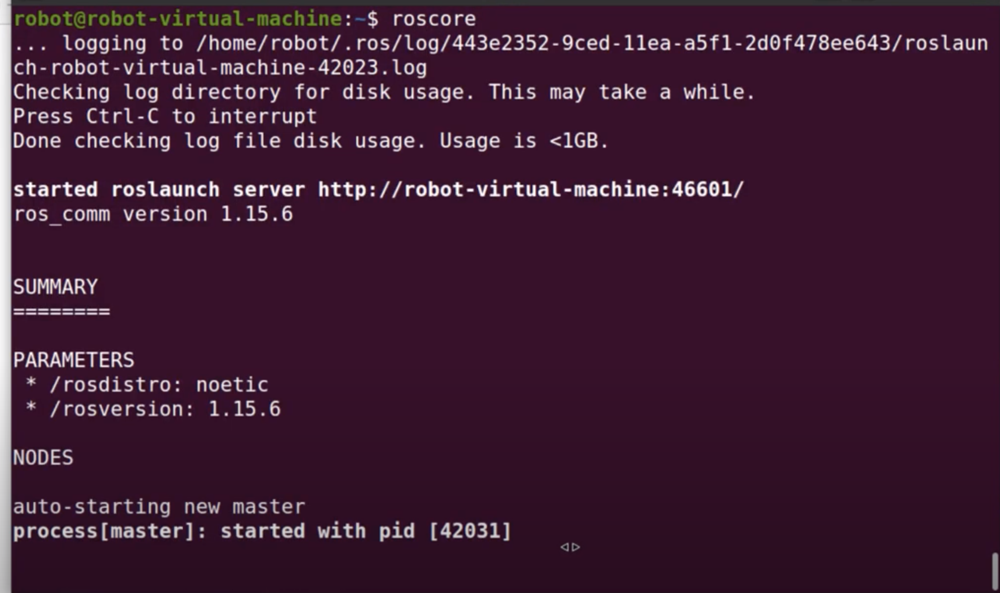 robot@robot-virtual-machine:~$ roscore
... logging to /home/robot/.ros/log/443e2352-9ced-11ea-a5f1-2d0f478ee643/roslaun
ch-robot-virtual-machine-42023.log
Checking log directory for disk usage. This may take a while.
Press Ctrl-C to interrupt
Done checking log file disk usage. Usage is <1GB.
started roslaunch server http://robot-virtual-machine:46601/
ros_comm version 1.15.6
SUMMARY
========
PARAMETERS
 * /rosdistro: noetic
 * /rosversion: 1.15.6
NODES
auto-starting new master
process[master]: started with pid [42031]